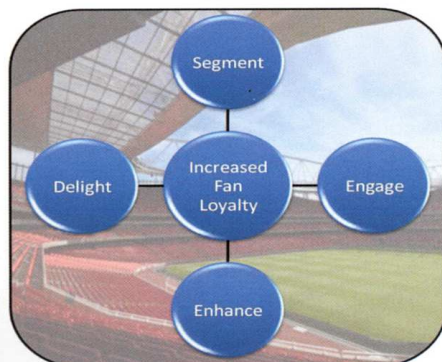 Segment
Delight
Increased
Fan
Loyalty
Engage
Enhance